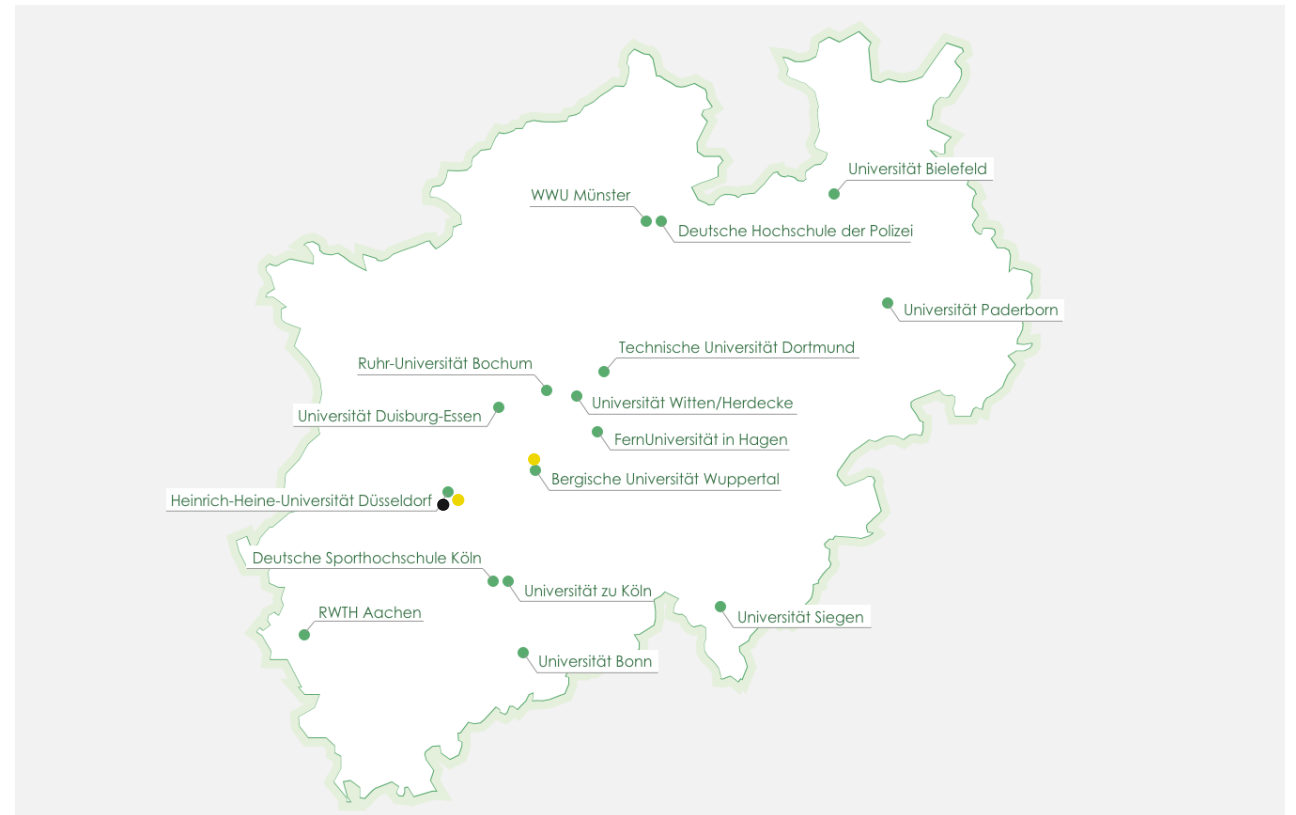 Universität Bielefeld
WWU Münster
Deutsche Hochschule der Polizei
Universität Paderborn
Technische Universität Dortmund
Ruhr-Universität Bochum
Universität Witten/Herdecke
Universität Duisburg-Essen
FernUniversität in Hagen
Bergische Universität Wuppertal
Heinrich-Heine-Universität Düsseldorf
Deutsche Sporthochschule Köln
Universität zu Köln
RWTH Aachen
Universität Siegen
Universität Bonn